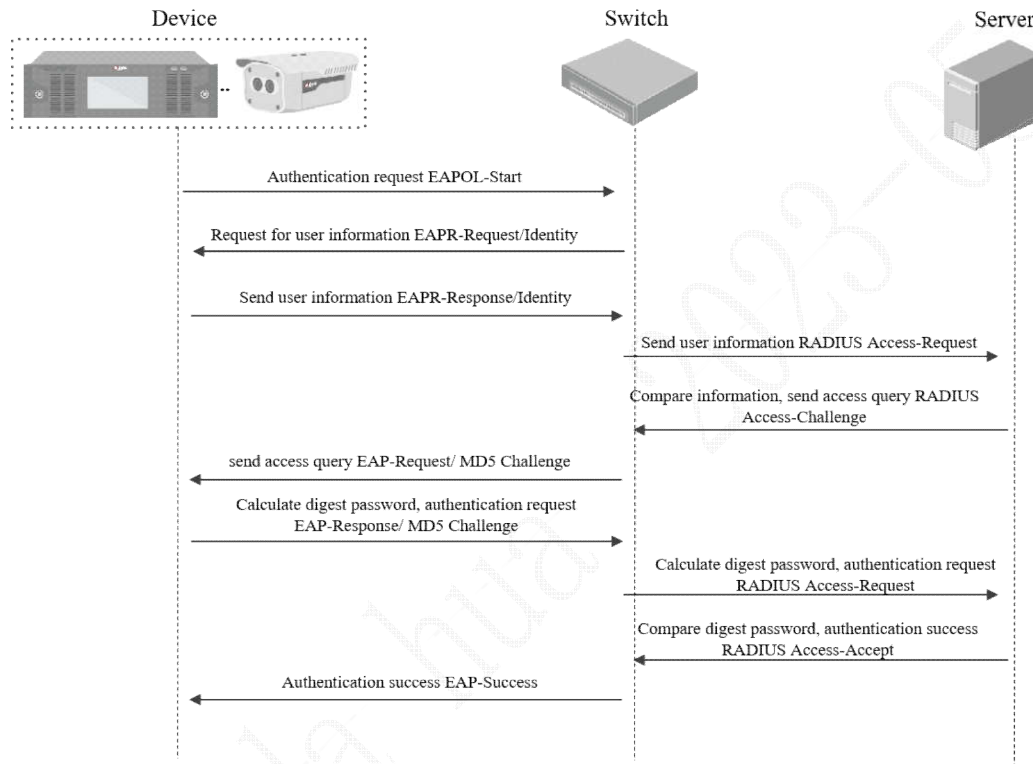 Device
Switch
Server
Authentication request EAPOL-Start
Request for user information EAPR-Request/Identity
Send user information EAPR-Response/Identity
Send user information RADIUS Access-Request
Compare information, send access query RADIUS
Access-Challenge
send access query EAP-Request/ MD5 Challenge
Calculate digest password, authentication request
EAP-Response/ MD5 Challenge
Calculate digest password, authentication request
RADIUS Access-Request
Compare digest password, authentication success
RADIUS Access-Accept
Authentication success EAP-Success